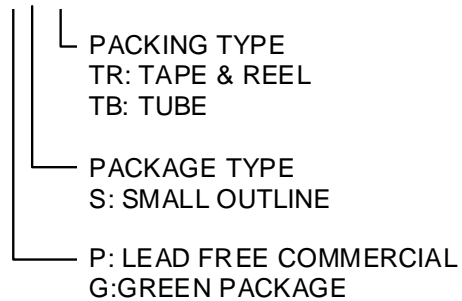 PACKING TYPE
TR: TAPE & REEL
TB: TUBE
PACKAGE TYPE
S: SMALL OUTLINE
P: LEAD FREE COMMERCIAL
G:GREEN PACKAGE